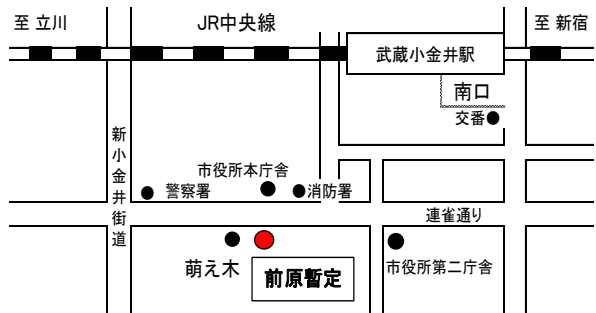 至 立川
JR中央線
至 新宿
武蔵小金井駅
南口
交番
新小金井街道
市役所本庁舎
警察署
消防署
連雀通り
萌え木
前原暫定
市役所第二庁舎